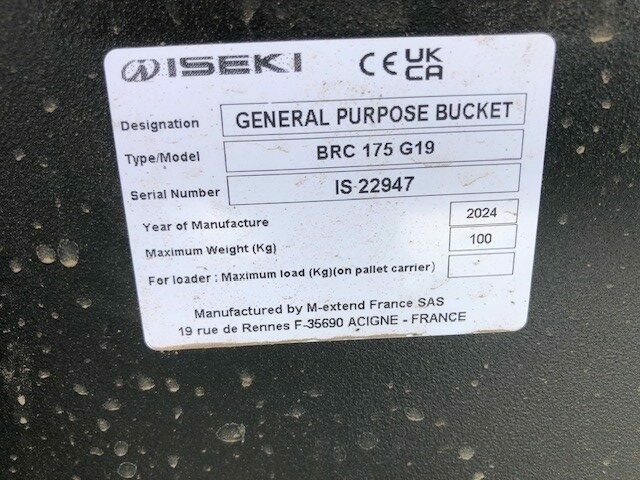 ISEKI CE UK CA
Designation GENERAL PURPOSE BUCKET
Type/Model BRC 175 G19
Serial Number IS 22947
Year of Manufacture 2024
Maximum Weight (Kg) 100
For loader : Maximum load (Kg)(on pallet carrier)
Manufactured by M-extend France SAS
19 rue de Rennes F-35690 ACIGNE - FRANCE